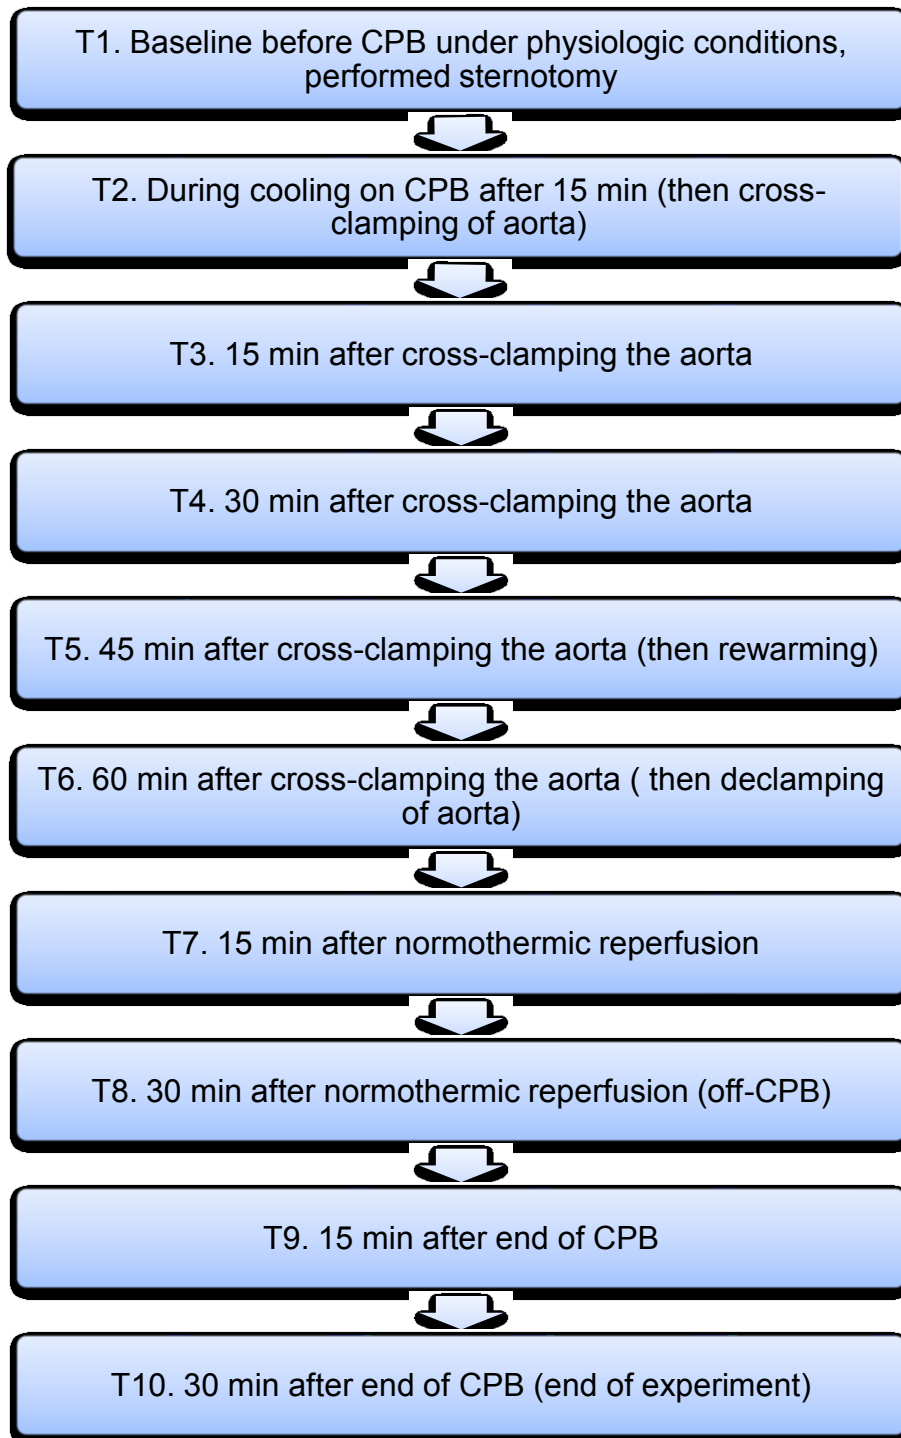 T1. Baseline before CPB under physiologic conditions,
performed sternotomy
T2. During cooling on CPB after 15 min (then cross-
clamping of aorta)
T3. 15 min after cross-clamping the aorta
T4. 30 min after cross-clamping the aorta
T5. 45 min after cross-clamping the aorta (then rewarming)
T6. 60 min after cross-clamping the aorta ( then declamping
of aorta)
T7. 15 min after normothermic reperfusion
T8. 30 min after normothermic reperfusion (off-CPB)
T9. 15 min after end of CPB
T10. 30 min after end of CPB (end of experiment)